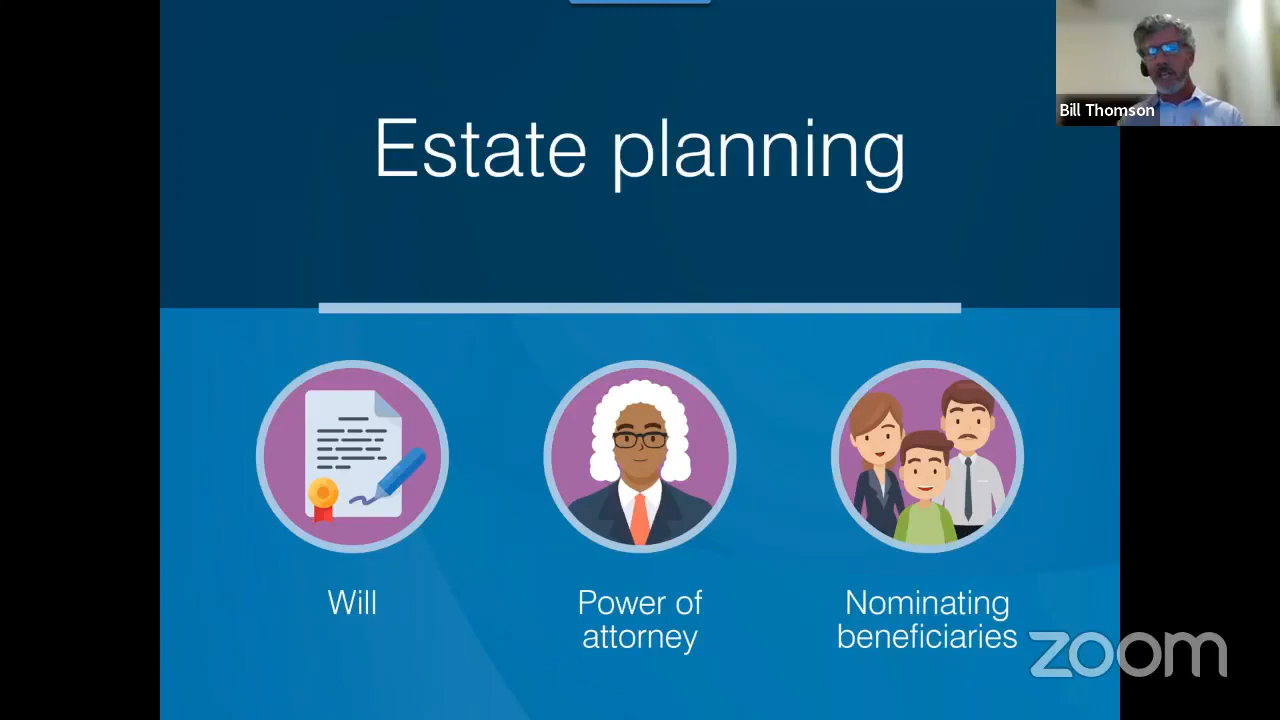 Bill Thomson
Estate planning
Will
Power of
attorney
Nominating
beneficiaries
zoom